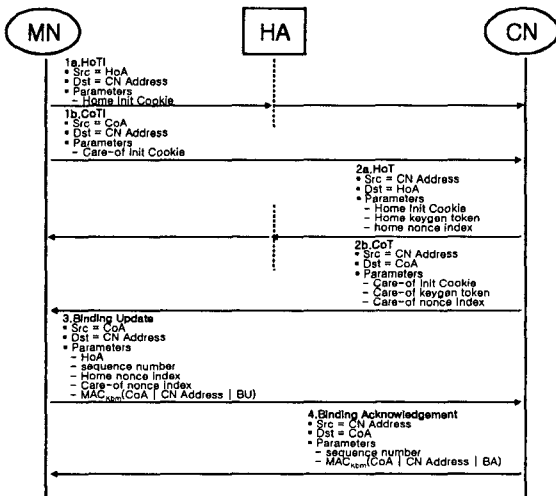 MN
HA
CN
1a.HoTI
• Src = HoA
• Dst = CN Address
• Parameters
– Home Init Cookie
1b.CoTI
• Src = CoA
• Dst = CN Address
• Parameters
– Care-of Init Cookie
2a.HoT
• Src = CN Address
• Dst = HoA
• Parameters
– Home Init Cookie
– Home keygen token
– home nonce index
2b.CoT
• Src = CN Address
• Dst = CoA
• Parameters
– Care-of Init Cookie
– Care-of keygen token
– Care-of nonce index
3.Binding Update
• Src = CoA
• Dst = CN Address
• Parameters
– HoA
– sequence number
– Home nonce index
– Care-of nonce index
– MACKbm(CoA | CN Address | BU)
4.Binding Acknowledgement
• Src = CN Address
• Dst = CoA
• Parameters
– sequence number
– MACKbm(CoA | CN Address | BA)